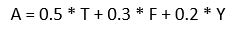 A = 0.5 * T + 0.3 * F + 0.2 * Y